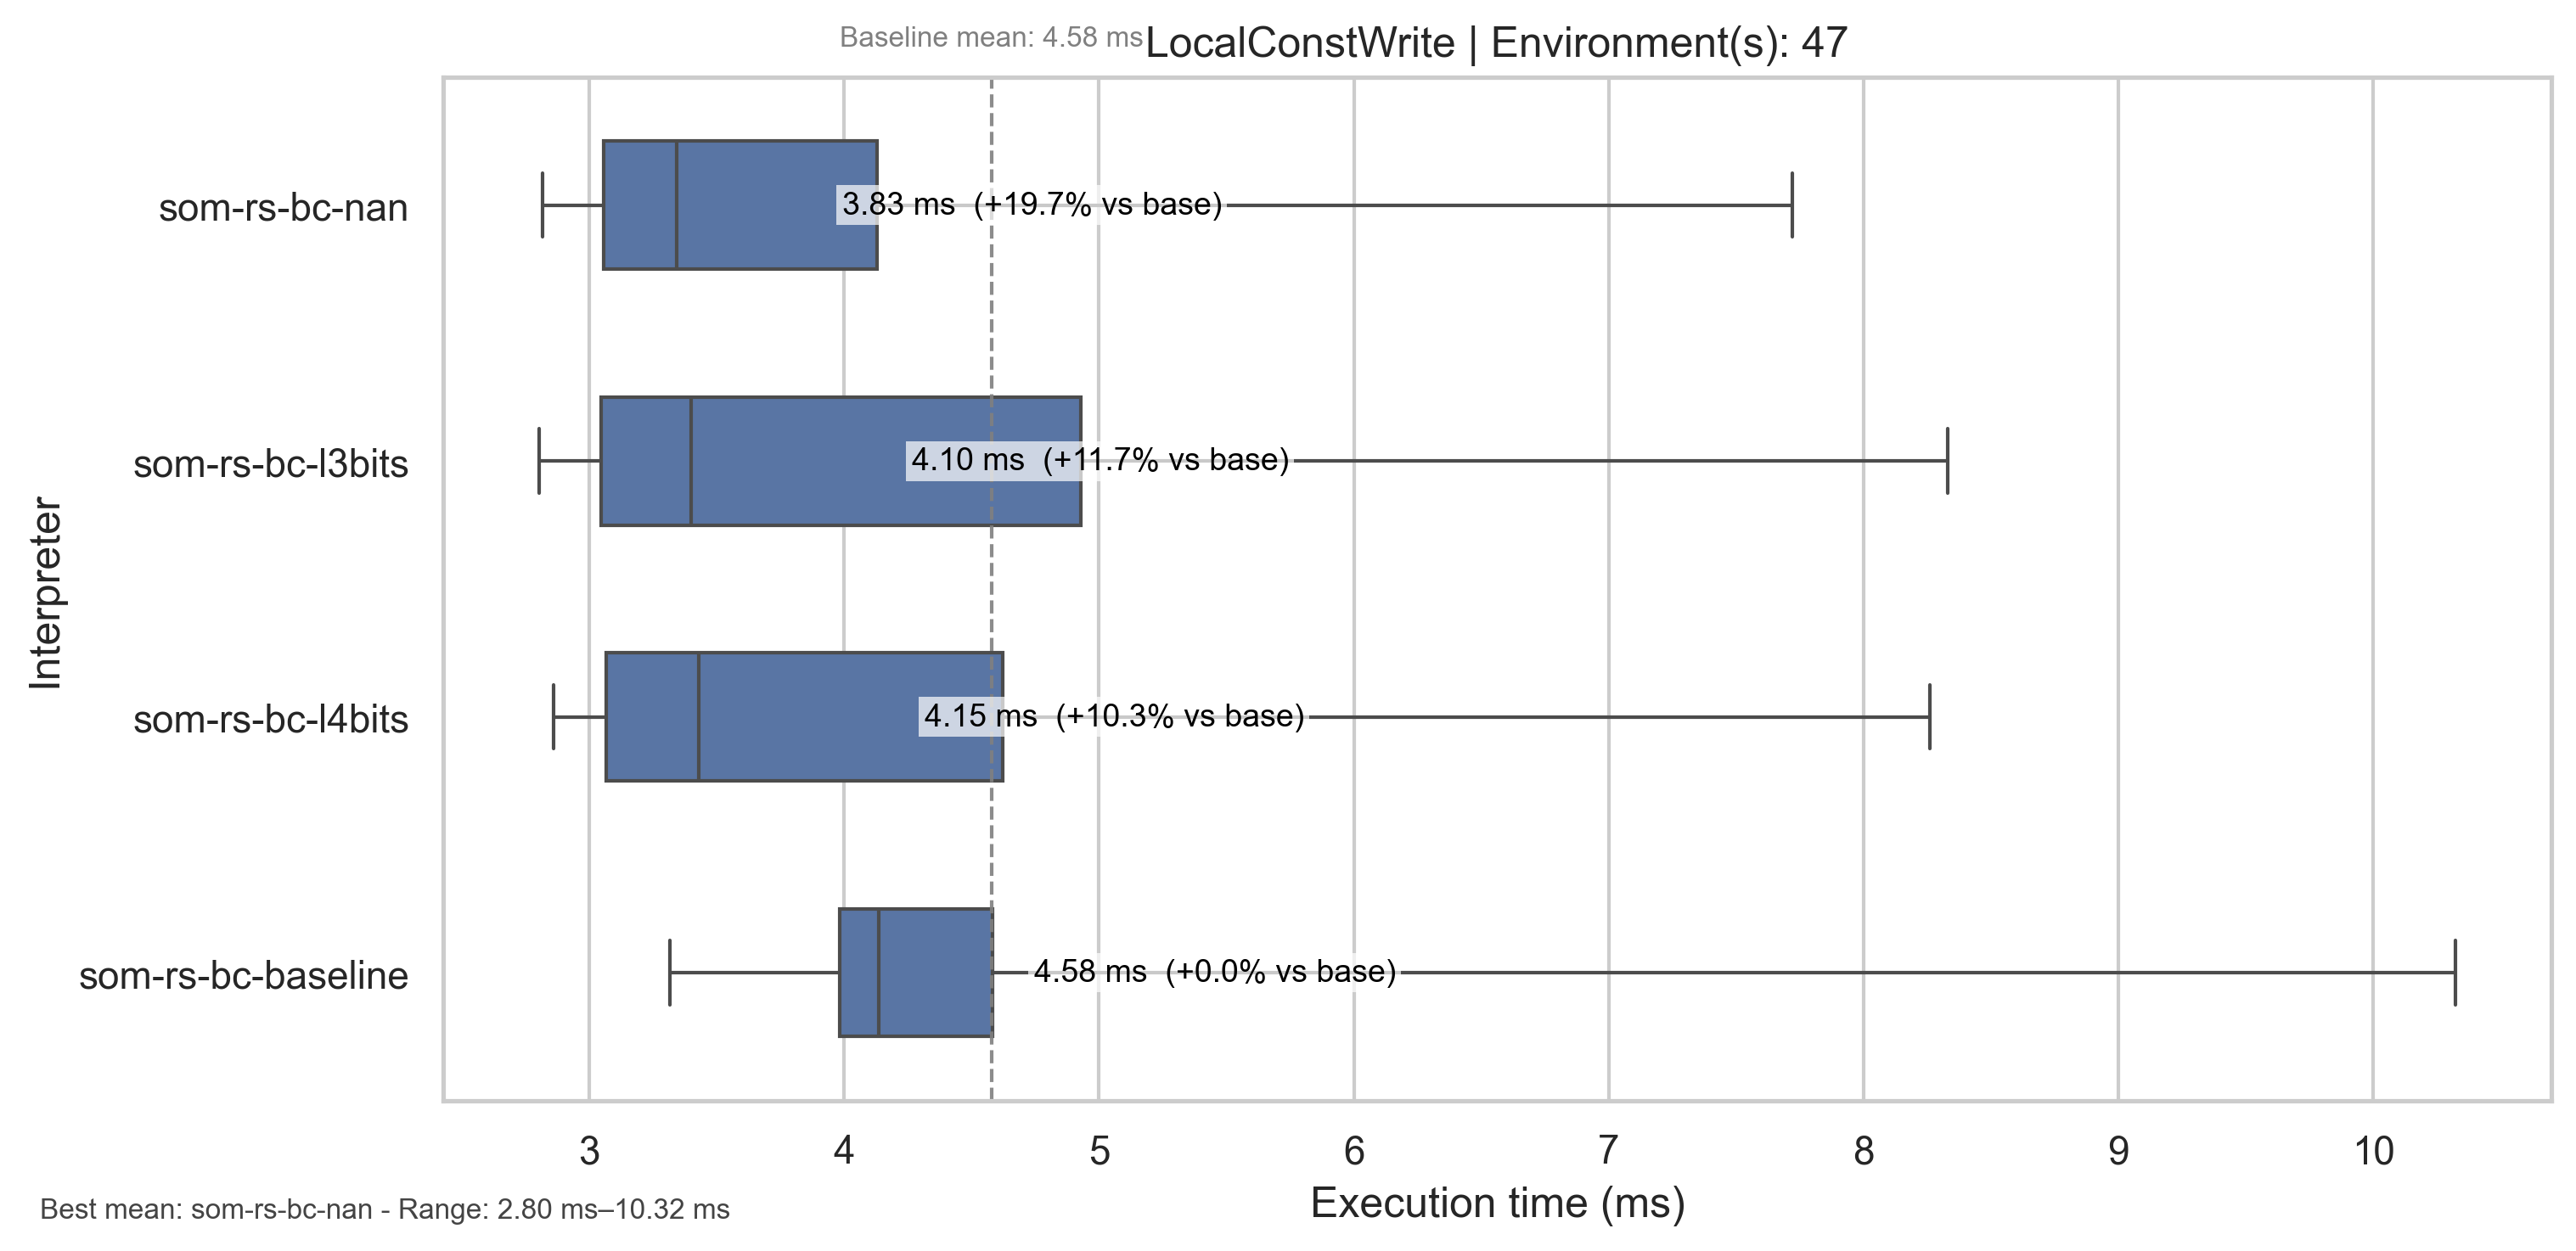 Baseline mean: 4.58 ms
LocalConstWrite | Environment(s): 47
som-rs-bc-nan
3.83 ms (+19.7% vs base)
som-rs-bc-l3bits
4.10 ms (+11.7% vs base)
som-rs-bc-l4bits
4.15 ms (+10.3% vs base)
som-rs-bc-baseline
4.58 ms (+0.0% vs base)
Interpreter
3 4 5 6 7 8 9 10
Execution time (ms)
Best mean: som-rs-bc-nan - Range: 2.80 ms–10.32 ms